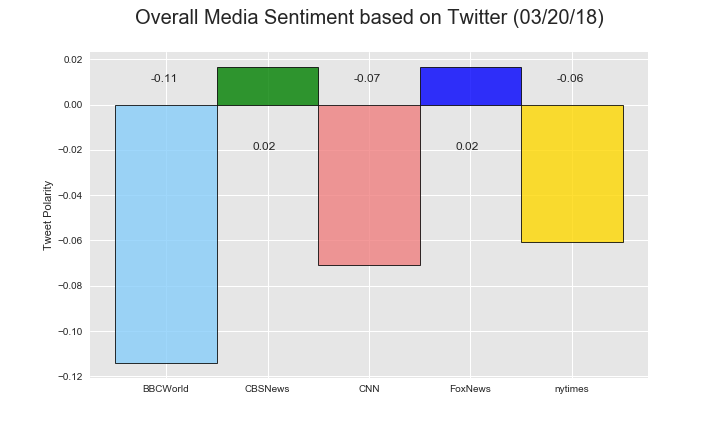 Overall Media Sentiment based on Twitter (03/20/18)
Tweet Polarity
0.02
0.00
−0.02
−0.04
−0.06
−0.08
−0.10
−0.12
-0.11
-0.07
-0.06
0.02
0.02
BBCWorld
CBSNews
CNN
FoxNews
nytimes